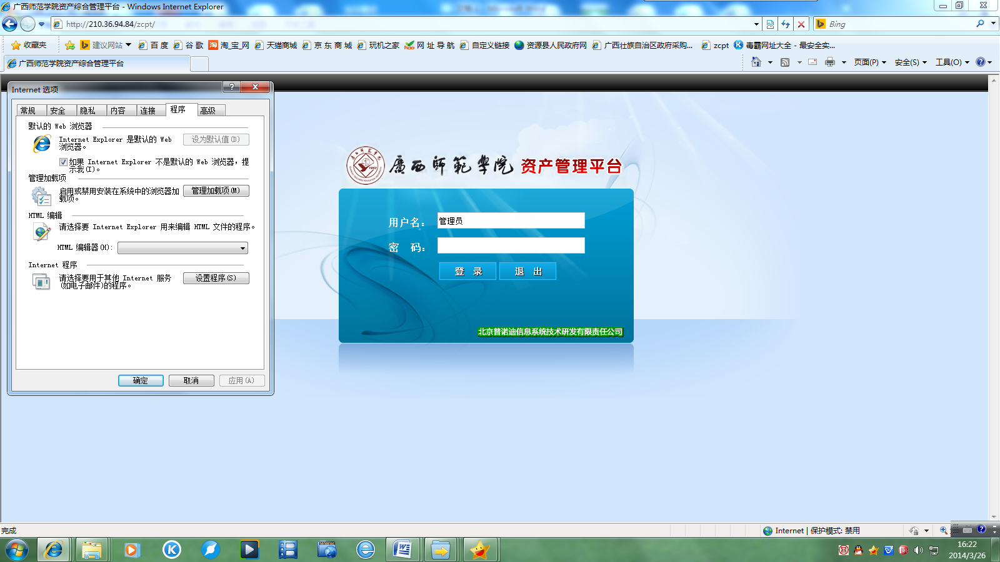 广西师范学院资产综合管理平台 - Windows Internet Explorer
http://210.36.94.84/zcpt/
Bing
收藏夹 建议网站 百 度 谷 歌 淘_宝_网 天猫商城 京 东 商 城 玩机之家 网 址 导 航 自定义链接 资源县人民政府网 广西壮族自治区政府采购... zcpt 毒霸网址大全 - 最安全实...
广西师范学院资产综合管理平台
页面(P) 安全(S) 工具(O)
Internet 选项
常规 安全 隐私 内容 连接 程序 高级
默认的 Web 浏览器
Internet Explorer 是默认的 Web
浏览器。
设为默认值(D)
如果 Internet Explorer 不是默认的 Web 浏览器，提
示我(I)。
管理加载项
启用或禁用安装在系统中的浏览器加
载项。
管理加载项(M)
HTML 编辑
请选择要 Internet Explorer 用来编辑 HTML 文件的程序。
HTML 编辑器(H):
Internet 程序
请选择要用于其他 Internet 服务
(如电子邮件)的程序。
设置程序(S)
确定 取消 应用(A)
廣西師範學院 资产管理平台
用户名： 管理员
密 码：
登 录 退 出
北京普诺迪信息系统技术研发有限责任公司
完成
Internet | 保护模式: 禁用
16:22
2014/3/26